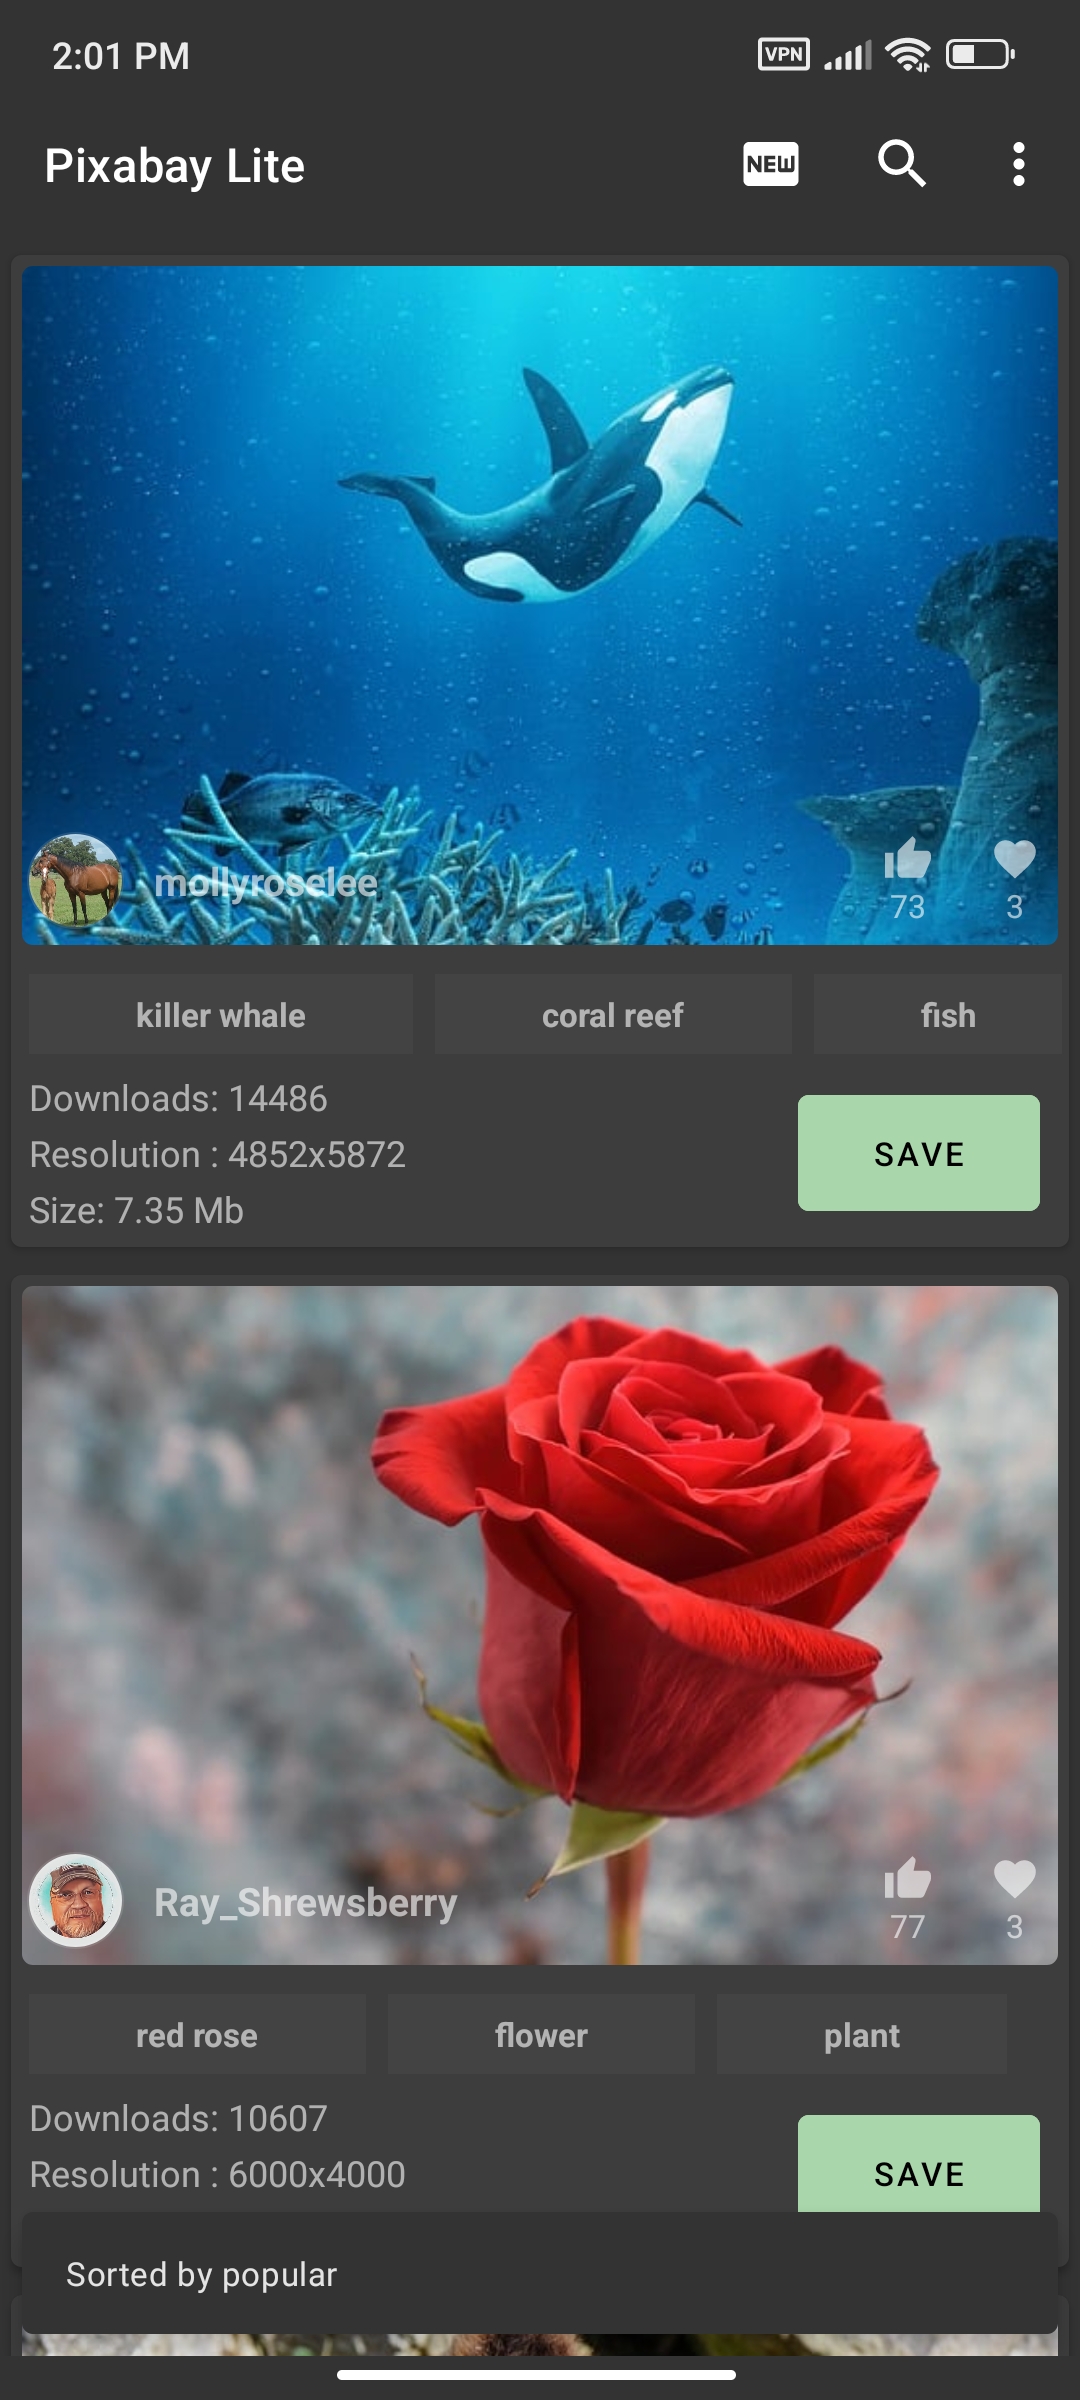 2:01 PM
VPN
Pixabay Lite
NEW
mollyroselee
73
3
killer whale
coral reef
fish
Downloads: 14486
Resolution : 4852x5872
Size: 7.35 Mb
SAVE
Ray_Shrewsberry
77
3
red rose
flower
plant
Downloads: 10607
Resolution : 6000x4000
SAVE
Sorted by popular